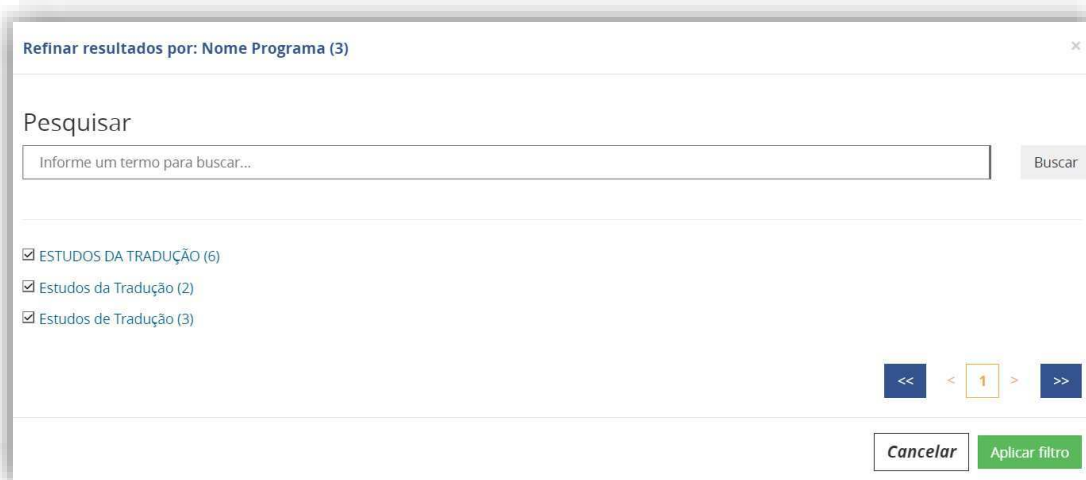 Refinar resultados por: Nome Programa (3) ×
Pesquisar
Informe um termo para buscar... Buscar
ESTUDOS DA TRADUÇÃO (6)
Estudos da Tradução (2)
Estudos de Tradução (3)
<< < 1 > >>
Cancelar Aplicar filtro